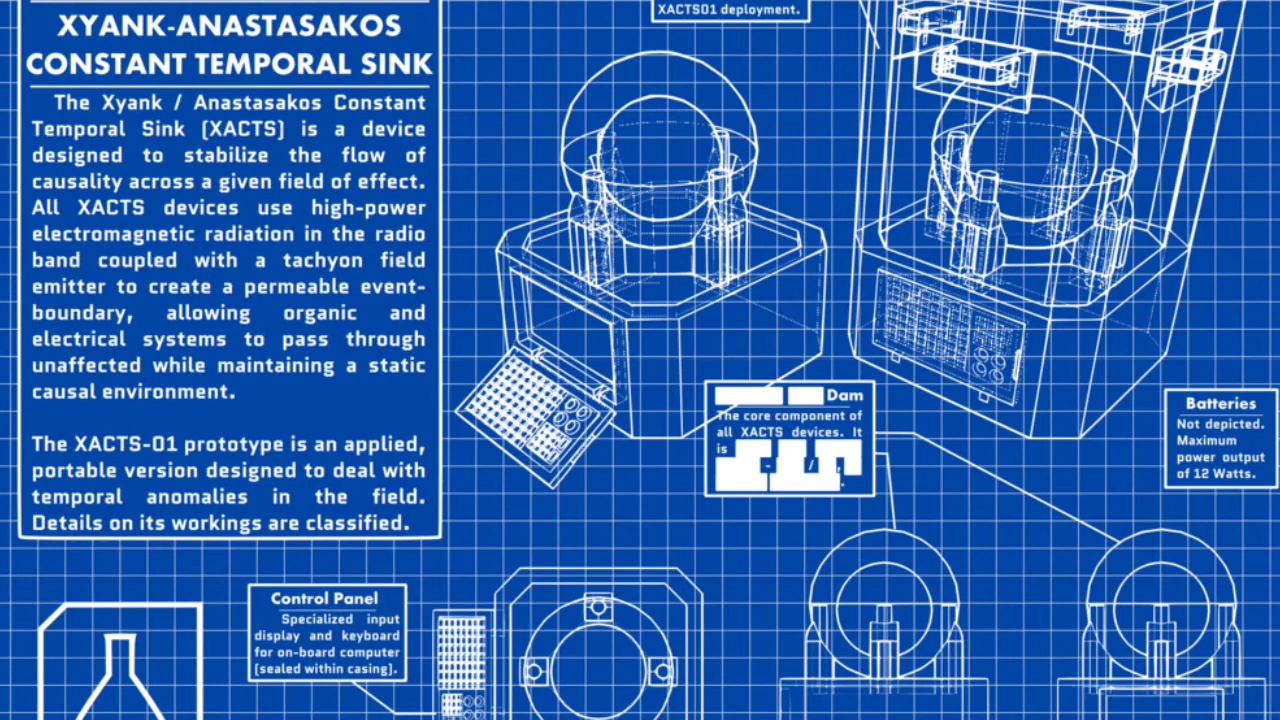 XYANK-ANASTASAKOS
CONSTANT TEMPORAL SINK
The Xyank / Anastasakos Constant
Temporal Sink (XACTS) is a device
designed to stabilize the flow of
causality across a given field of effect.
All XACTS devices use high-power
electromagnetic radiation in the radio
band coupled with a tachyon field
emitter to create a permeable event-
boundary, allowing organic and
electrical systems to pass through
unaffected while maintaining a static
causal environment.
The XACTS-01 prototype is an applied,
portable version designed to deal with
temporal anomalies in the field.
Details on its workings are classified.
XACTS01 deployment.
Dam
The core component of
all XACTS devices. It
is
- / ,
.
Batteries
Not depicted.
Maximum
power output
of 12 Watts.
Control Panel
Specialized input
display and keyboard
for on-board computer
(sealed within casing).